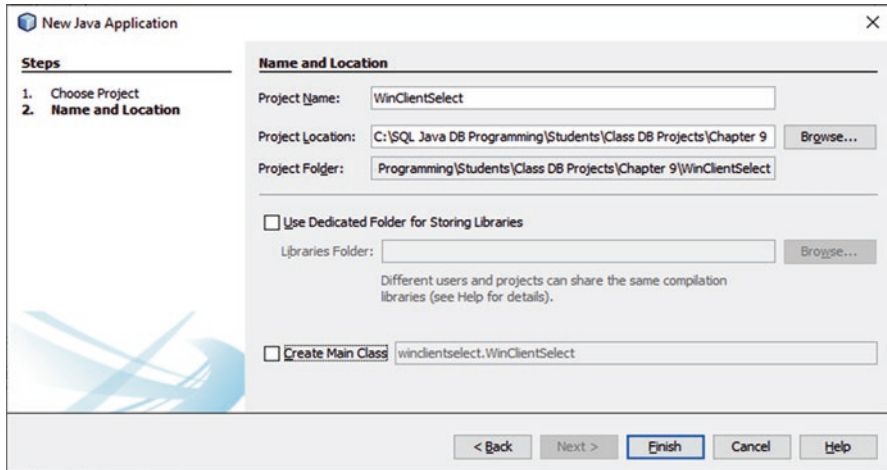 New Java Application
Steps
1. Choose Project
2. Name and Location
Name and Location
Project Name: WinClientSelect
Project Location: C:\SQL Java DB Programming\Students\Class DB Projects\Chapter 9 Browse...
Project Folder: Programming\Students\Class DB Projects\Chapter 9\WinClientSelect
Use Dedicated Folder for Storing Libraries
Libraries Folder: Browse...
Different users and projects can share the same compilation
libraries (see Help for details).
Create Main Class winclientselect.WinClientSelect
< Back Next > Finish Cancel Help